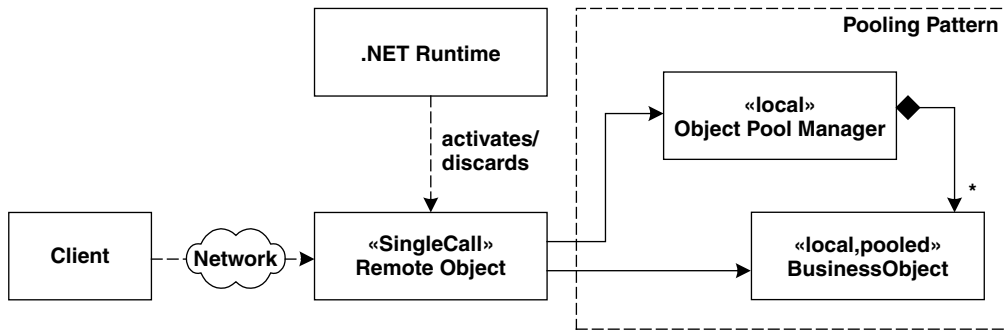 Pooling Pattern
.NET Runtime
«local»
Object Pool Manager
activates/
discards
*
Client
Network
«SingleCall»
Remote Object
«local,pooled»
BusinessObject